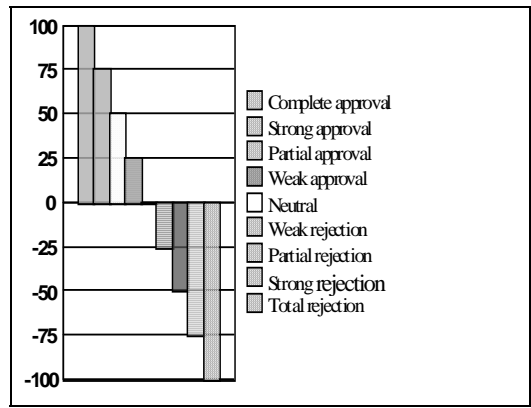 100
75
50
25
0
-25
-50
-75
-100
Complete approval
Strong approval
Partial approval
Weak approval
Neutral
Weak rejection
Partial rejection
Strong rejection
Total rejection